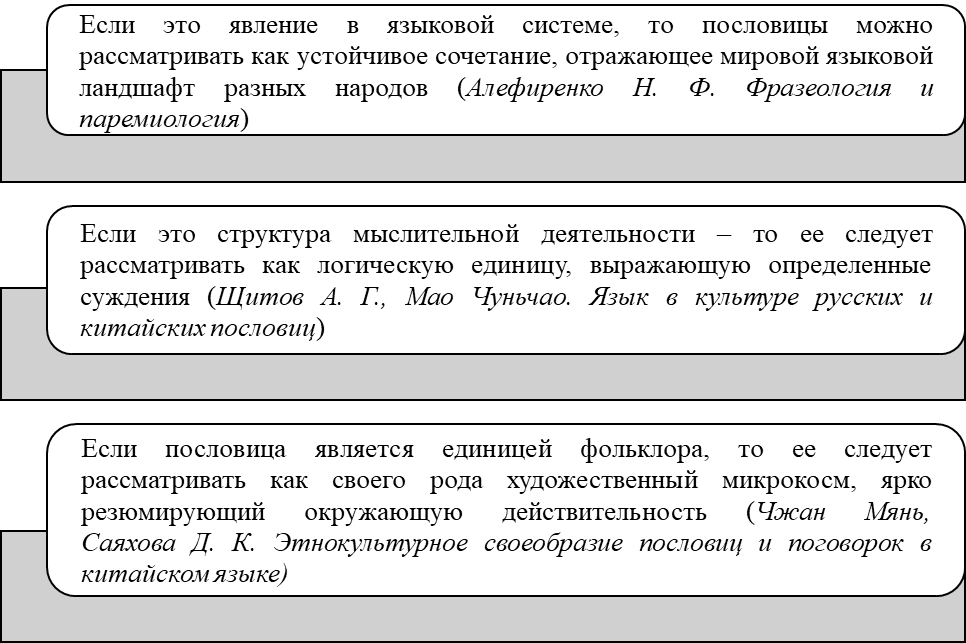 Если это явление в языковой системе, то пословицы можно
рассматривать как устойчивое сочетание, отражающее мировой языковой
ландшафт разных народов (Алефиренко Н. Ф. Фразеология и
паремиология)
Если это структура мыслительной деятельности – то ее следует
рассматривать как логическую единицу, выражающую определенные
суждения (Щитов А. Г., Мао Чуньчао. Язык в культуре русских и
китайских пословиц)
Если пословица является единицей фольклора, то ее следует
рассматривать как своего рода художественный микрокосм, ярко
резюмирующий окружающую действительность (Чжан Мянь,
Саяхова Д. К. Этнокультурное своеобразие пословиц и поговорок в
китайском языке)